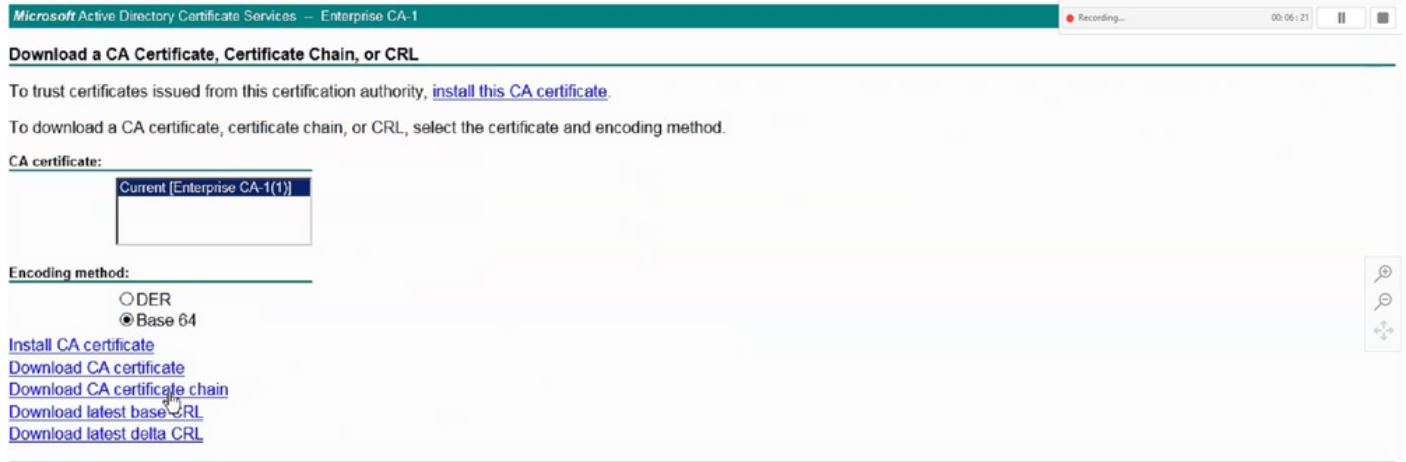 Microsoft Active Directory Certificate Services -- Enterprise CA-1
Recording...
00:06:21
Download a CA Certificate, Certificate Chain, or CRL
To trust certificates issued from this certification authority, install this CA certificate.
To download a CA certificate, certificate chain, or CRL, select the certificate and encoding method.
CA certificate:
Current [Enterprise CA-1(1)]
Encoding method:
DER
Base 64
Install CA certificate
Download CA certificate
Download CA certificate chain
Download latest base CRL
Download latest delta CRL